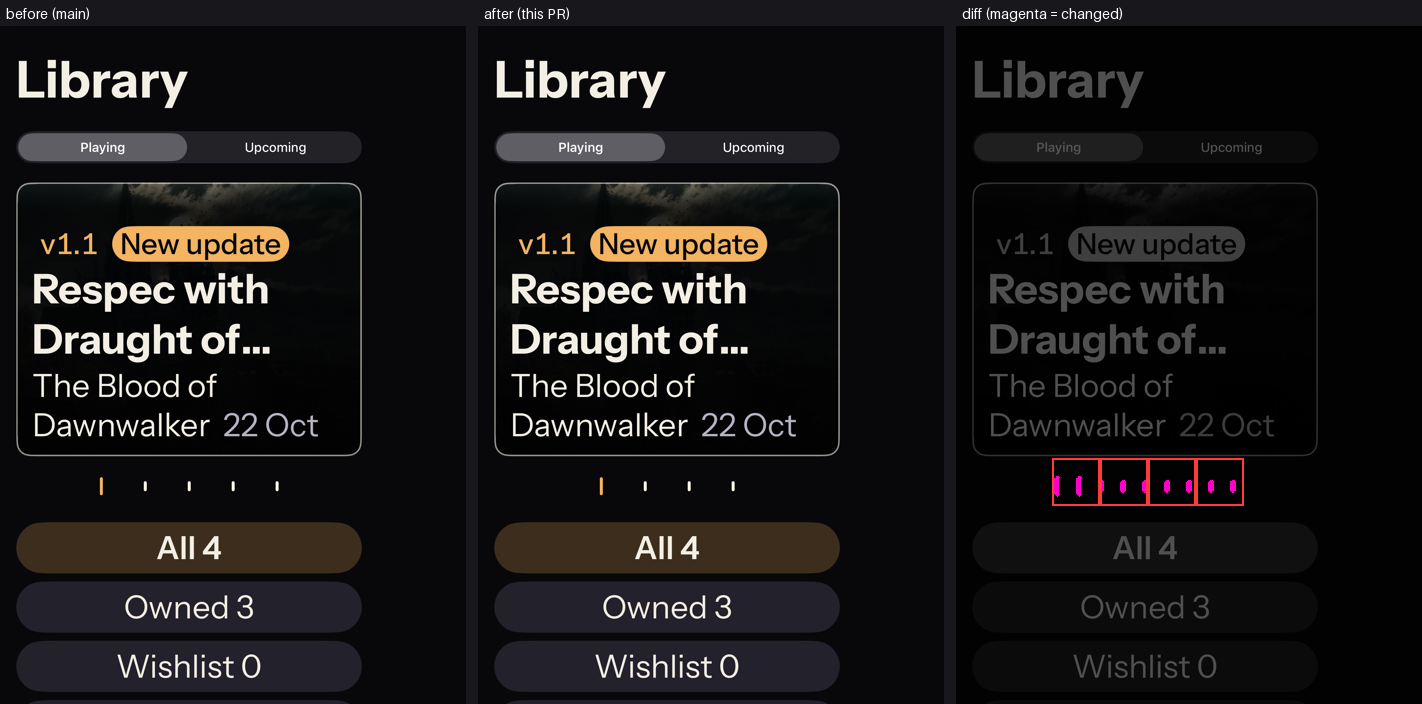 before (main)
Library
Playing Upcoming
v1.1 New update
Respec with
Draught of...
The Blood of
Dawnwalker 22 Oct
All 4
Owned 3
Wishlist 0
after (this PR)
Library
Playing Upcoming
v1.1 New update
Respec with
Draught of...
The Blood of
Dawnwalker 22 Oct
All 4
Owned 3
Wishlist 0
diff (magenta = changed)
Library
Playing Upcoming
v1.1 New update
Respec with
Draught of...
The Blood of
Dawnwalker 22 Oct
All 4
Owned 3
Wishlist 0